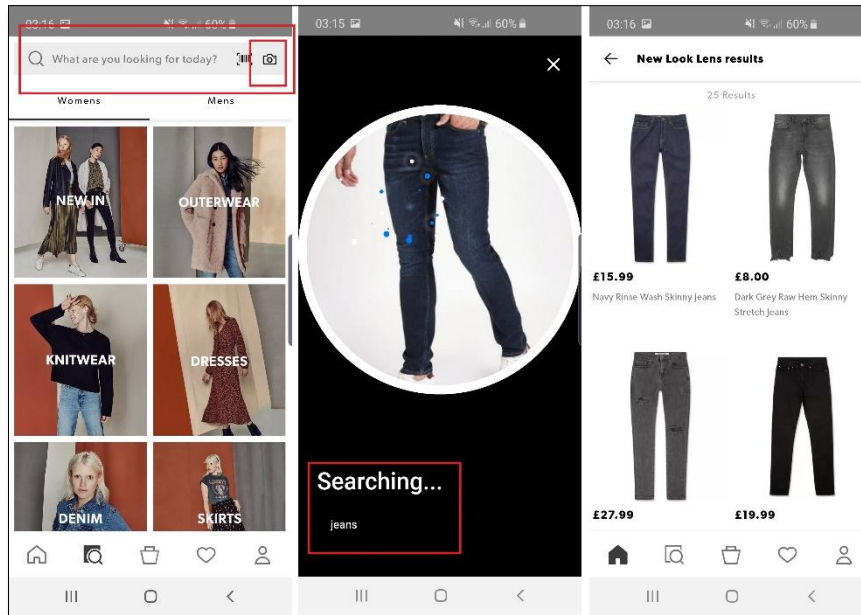 03:16 60%
What are you looking for today?
Womens Mens
NEW IN
OUTERWEAR
KNITWEAR
DRESSES
DENIM
SKIRTS
03:15 60%
Searching...
jeans
03:16 60%
New Look Lens results
25 Results
£15.99
Navy Rinse Wash Skinny Jeans
£8.00
Dark Grey Raw Hem Skinny
Stretch Jeans
£27.99
£19.99